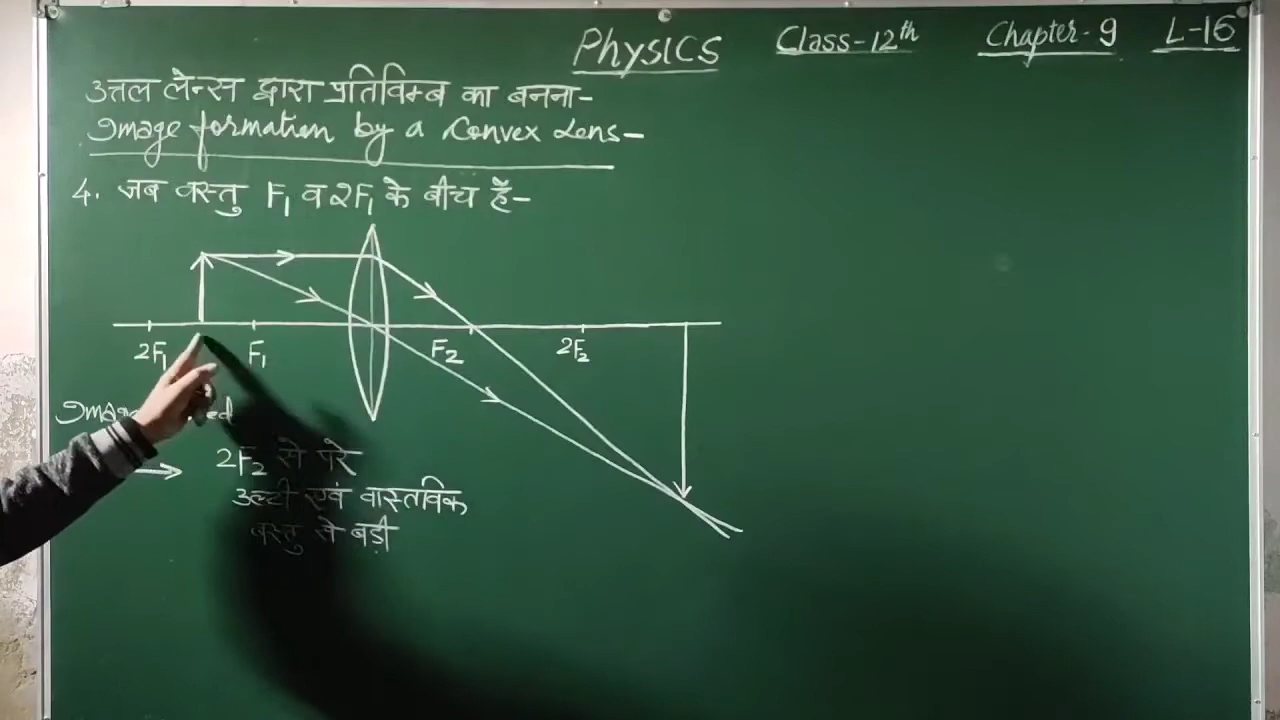 PHYSICS Class-12th Chapter-9 L-16
उत्तल लेन्स द्वारा प्रतिविम्ब का बनना-
Image formation by a Convex Lens-
4. जब वस्तु F₁ व 2F₁ के बीच हैं-
2F₁ F₁ F₂ 2F₂
→ 2F₂ से परे
उल्टी एवं वास्तविक
वस्तु से बड़ी